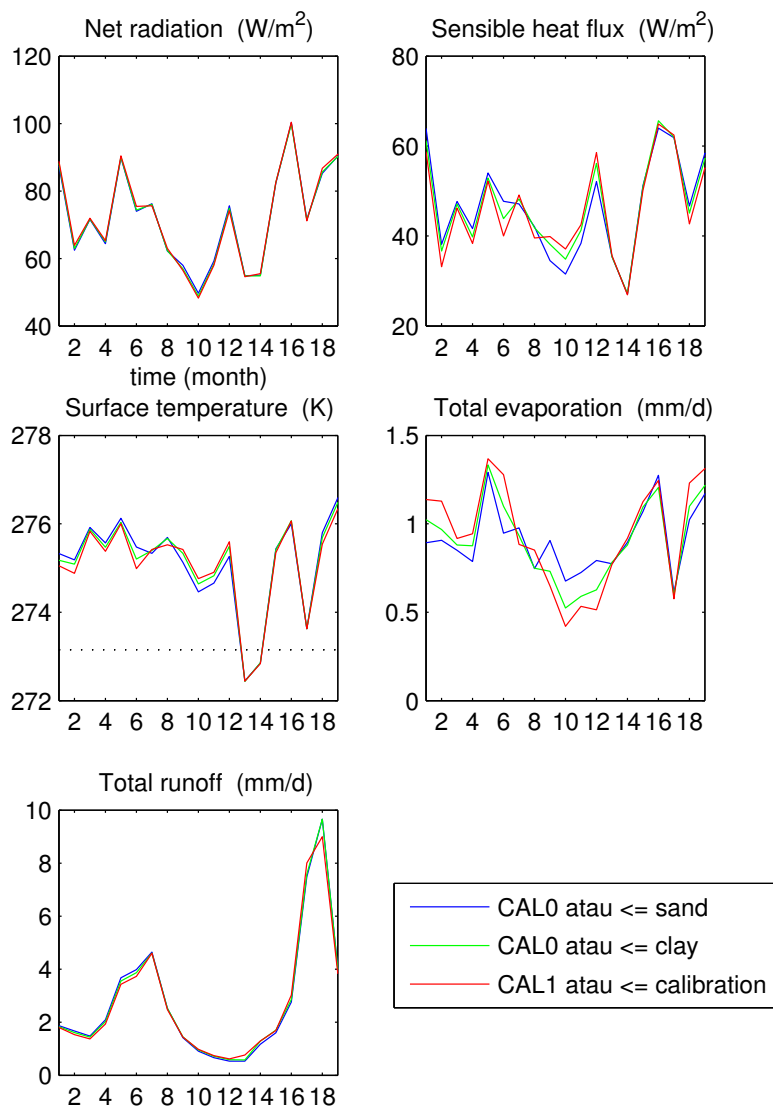 Net radiation (W/m²)
120
100
80
60
40
2 4 6 8 10 12 14 16 18
time (month)
Sensible heat flux (W/m²)
80
60
40
20
2 4 6 8 10 12 14 16 18
Surface temperature (K)
278
276
274
272
2 4 6 8 10 12 14 16 18
Total evaporation (mm/d)
1.5
1
0.5
0
2 4 6 8 10 12 14 16 18
Total runoff (mm/d)
10
8
6
4
2
0
2 4 6 8 10 12 14 16 18
CAL0 atau <= sand
CAL0 atau <= clay
CAL1 atau <= calibration